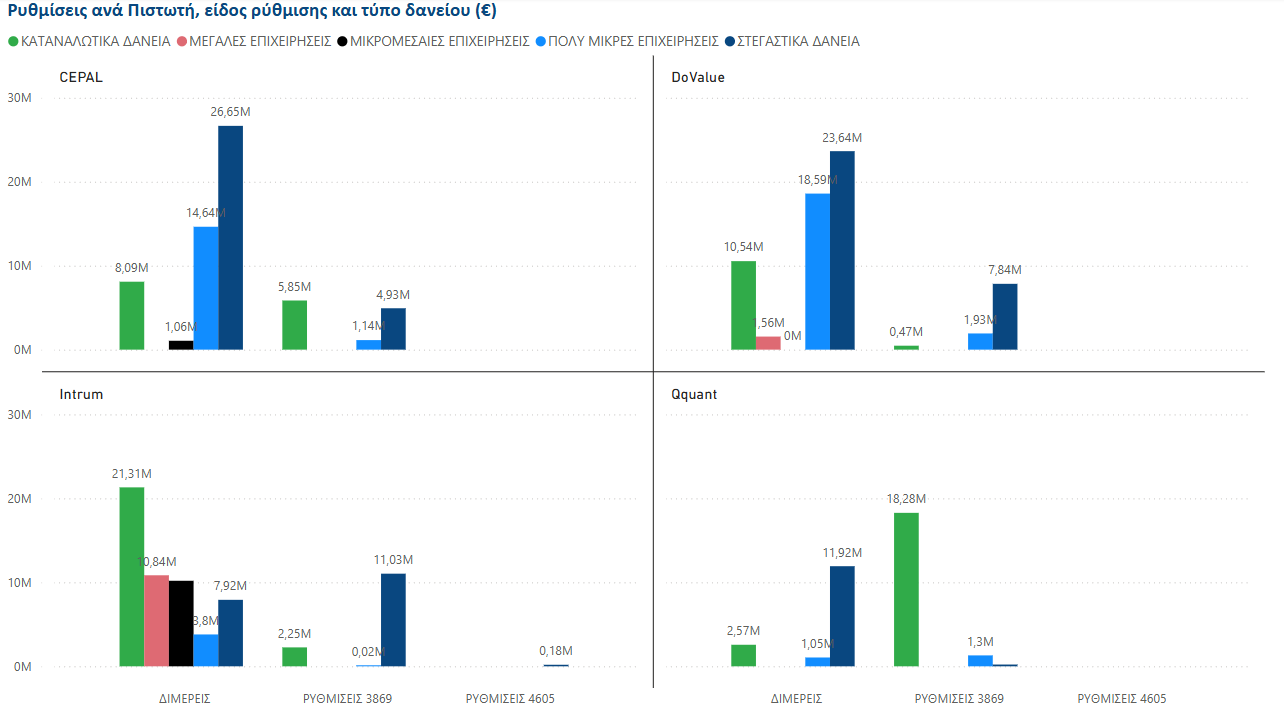 Ρυθμίσεις ανά Πιστωτή, είδος ρύθμισης και τύπο δανείου (€)
ΚΑΤΑΝΑΛΩΤΙΚΑ ΔΑΝΕΙΑ ΜΕΓΑΛΕΣ ΕΠΙΧΕΙΡΗΣΕΙΣ ΜΙΚΡΟΜΕΣΑΙΕΣ ΕΠΙΧΕΙΡΗΣΕΙΣ ΠΟΛΥ ΜΙΚΡΕΣ ΕΠΙΧΕΙΡΗΣΕΙΣ ΣΤΕΓΑΣΤΙΚΑ ΔΑΝΕΙΑ
CEPAL
30M
20M
10M
0M
8,09M
1,06M
14,64M
26,65M
5,85M
1,14M
4,93M
DoValue
10,54M
1,56M
0M
18,59M
23,64M
0,47M
1,93M
7,84M
Intrum
30M
20M
10M
0M
21,31M
10,84M
3,8M
7,92M
2,25M
0,02M
11,03M
0,18M
Qquant
2,57M
1,05M
11,92M
18,28M
1,3M
ΔΙΜΕΡΕΙΣ ΡΥΘΜΙΣΕΙΣ 3869 ΡΥΘΜΙΣΕΙΣ 4605
ΔΙΜΕΡΕΙΣ ΡΥΘΜΙΣΕΙΣ 3869 ΡΥΘΜΙΣΕΙΣ 4605